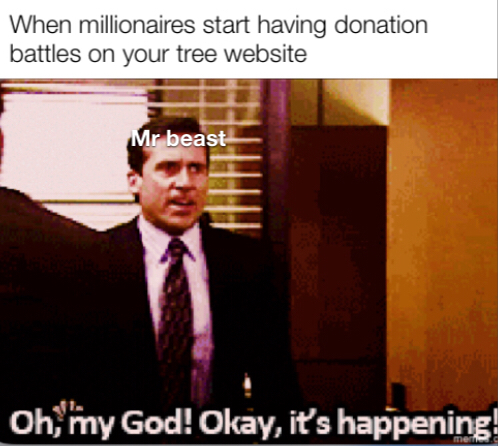 When millionaires start having donation
battles on your tree website
Mr beast
Oh, my God! Okay, it's happening!